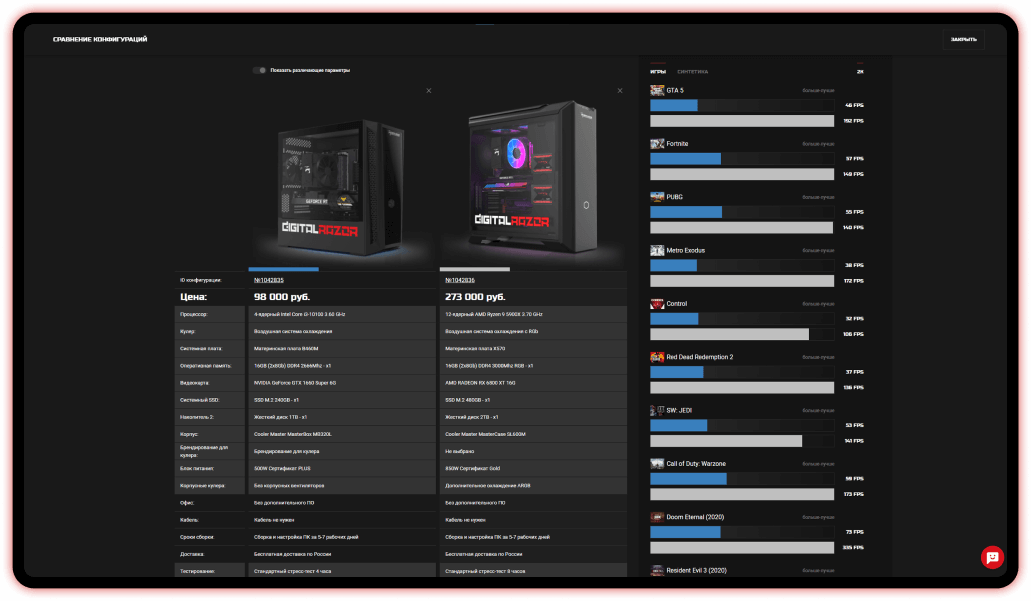 СРАВНЕНИЕ КОНФИГУРАЦИЙ
ЗАКРЫТЬ
Показать различающие параметры
GEFORCE RTX
DIGITALRAZOR
DIGITALRAZOR
ID конфигурации: №1042835 №1042836
Цена: 98 000 руб. 273 000 руб.
Процессор: 4-ядерный Intel Core i3-10100 3.60 GHz 12-ядерный AMD Ryzen 9 5900X 3.70 GHz
Кулер: Воздушная система охлаждения Воздушная система охлаждения с RGb
Системная плата: Материнская плата B460M Материнская плата X570
Оперативная память: 16GB (2x8Gb) DDR4 2666Mhz - x1 16GB (2x8Gb) DDR4 3000Mhz RGB - x1
Видеокарта: NVIDIA GeForce GTX 1660 Super 6G AMD RADEON RX 6800 XT 16G
Системный SSD: SSD M.2 240GB - x1 SSD M.2 480GB - x1
Накопитель 2: Жесткий диск 1TB - x1 Жесткий диск 2TB - x1
Корпус: Cooler Master MasterBox MB320L Cooler Master MasterCase SL600M
Брендирование для кулера: Брендирование для кулера Не выбрано
Блок питания: 500W Сертификат PLUS 850W Сертификат Gold
Корпусные кулера: Без корпусных вентиляторов Дополнительное охлаждение ARGB
Офис: Без дополнительного ПО Без дополнительного ПО
Кабель: Кабель не нужен Кабель не нужен
Сроки сборки: Сборка и настройка ПК за 5-7 рабочих дней Сборка и настройка ПК за 5-7 рабочих дней
Доставка: Бесплатная доставка по России Бесплатная доставка по России
Тестирование: Стандартный стресс-тест 4 часа Стандартный стресс-тест 8 часов
ИГРЫ СИНТЕТИКА 2K
GTA 5 больше-лучше
48 FPS
192 FPS
Fortnite больше-лучше
57 FPS
148 FPS
PUBG больше-лучше
55 FPS
140 FPS
Metro Exodus больше-лучше
38 FPS
172 FPS
Control больше-лучше
32 FPS
106 FPS
Red Dead Redemption 2 больше-лучше
37 FPS
136 FPS
SW: JEDI больше-лучше
53 FPS
141 FPS
Call of Duty: Warzone больше-лучше
59 FPS
173 FPS
Doom Eternal (2020) больше-лучше
73 FPS
335 FPS
Resident Evil 3 (2020) больше-лучше